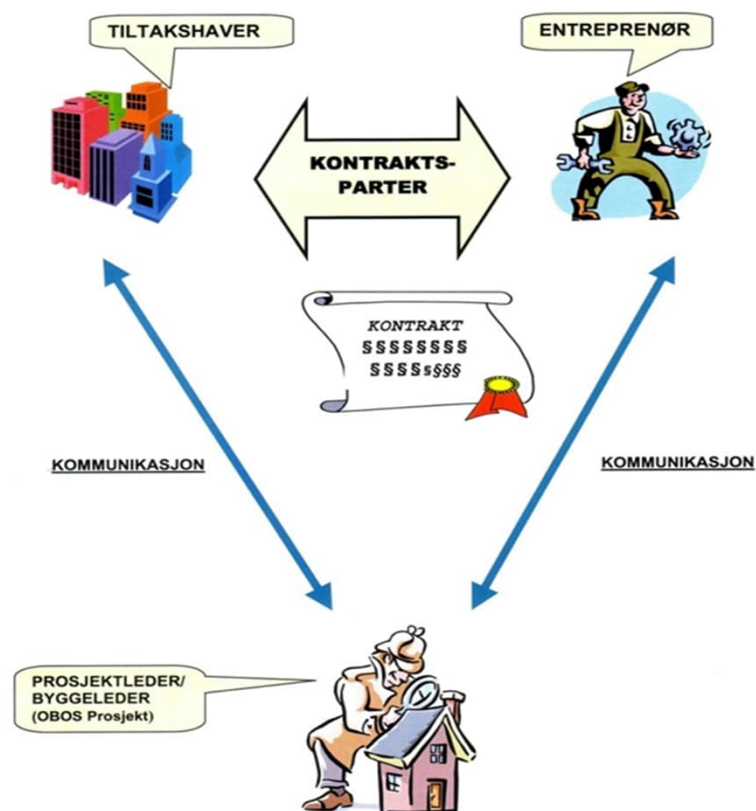 TILTAKSHAVER
ENTREPRENØR
KONTRAKTS-
PARTER
KONTRAKT
§§§§§§§§
§§§§s§§§
KOMMUNIKASJON
KOMMUNIKASJON
PROSJEKTLEDER/
BYGGELEDER
(OBOS Prosjekt)